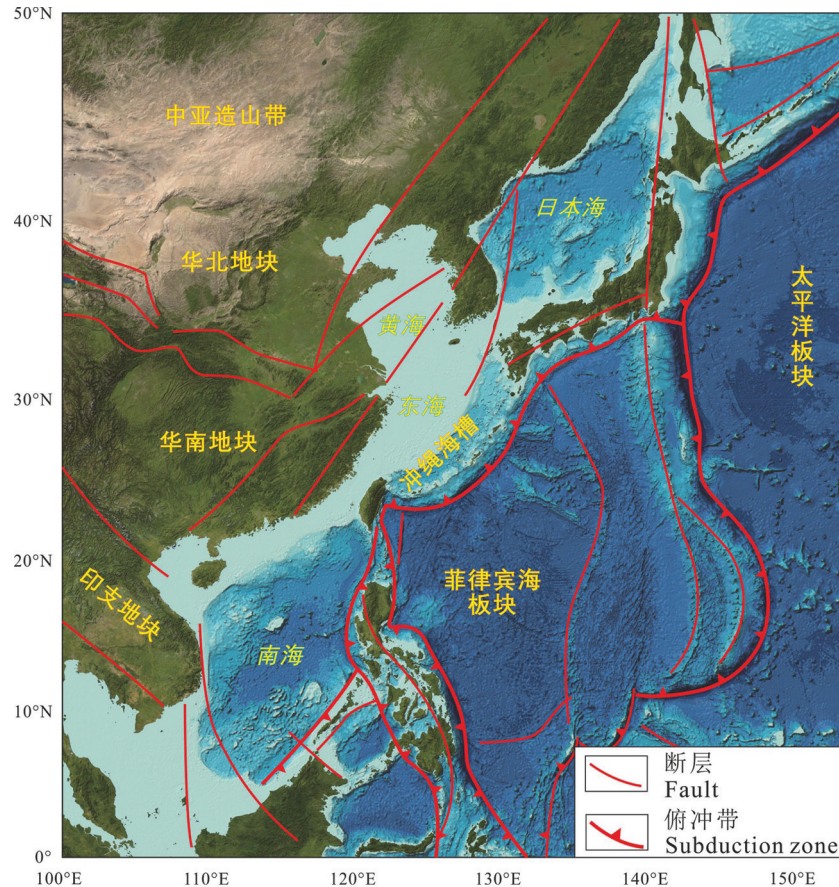 50°N
中亚造山带
日本海
40°N
华北地块
太平洋板块
黄海
30°N
东海
华南地块
冲绳海槽
20°N
菲律宾海
板块
印支地块
南海
10°N
断层
Fault
俯冲带
Subduction zone
0°
100°E
110°E
120°E
130°E
140°E
150°E